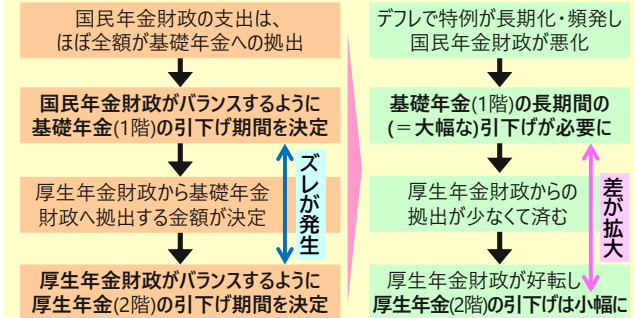 国民年金財政の支出は、
ほぼ全額が基礎年金への拠出
国民年金財政がバランスするように
基礎年金(1階)の引下げ期間を決定
厚生年金財政から基礎年金
財政へ拠出する金額が決定
厚生年金財政がバランスするように
厚生年金(2階)の引下げ期間を決定
ズレが発生
デフレで特例が長期化・頻発し
国民年金財政が悪化
基礎年金(1階)の長期間の
(＝大幅な)引下げが必要に
厚生年金財政からの
拠出が少なくて済む
厚生年金財政が好転し
厚生年金(2階)の引下げは小幅に
差が拡大